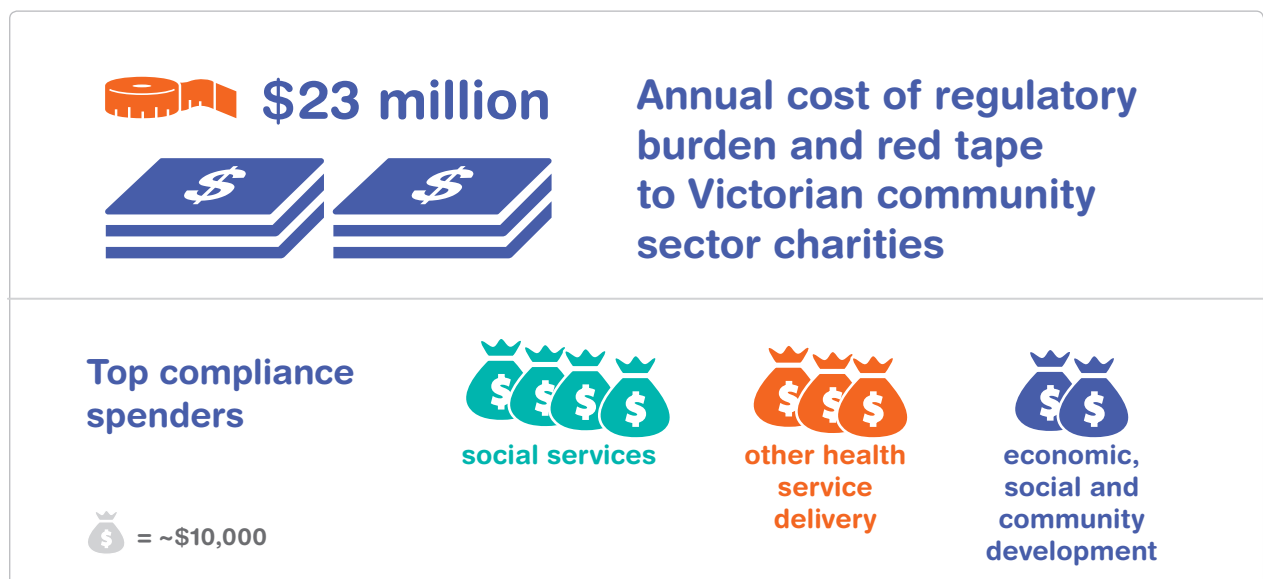 $23 million
Annual cost of regulatory
burden and red tape
to Victorian community
sector charities
$
$
Top compliance
spenders
$ $ $ $
social services
$ $ $
other health
service
delivery
$ $
economic,
social and
community
development
$ = ~$10,000